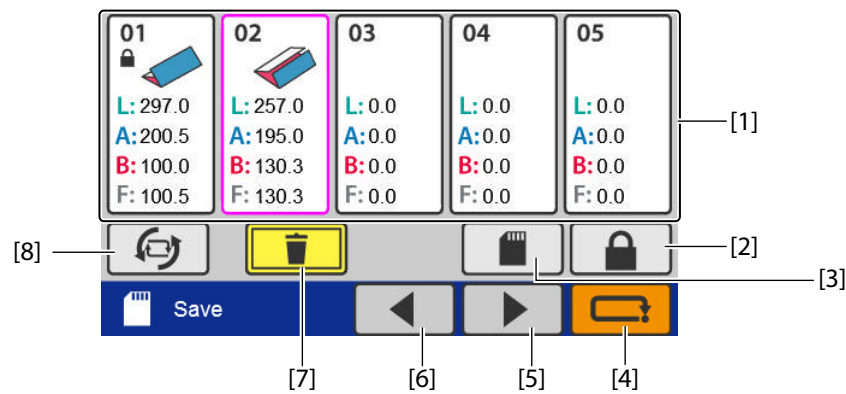 01 02 03 04 05
L: 297.0 L: 257.0 L: 0.0 L: 0.0 L: 0.0
A: 200.5 A: 195.0 A: 0.0 A: 0.0 A: 0.0
B: 100.0 B: 130.3 B: 0.0 B: 0.0 B: 0.0
F: 100.5 F: 130.3 F: 0.0 F: 0.0 F: 0.0
[1]
[8] [2]
[3]
Save
[7] [6] [5] [4]